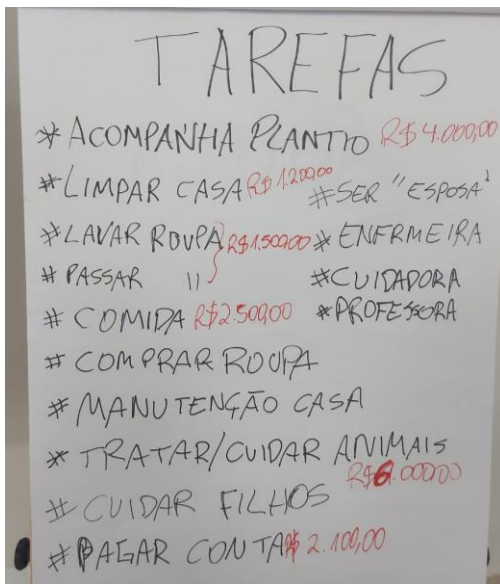 TAREFAS
* ACOMPANHA PLANTIO R$ 4.000,00
# LIMPAR CASA R$ 1.200,00 # SER "ESPOSA"
# LAVAR ROUPA } R$ 1.500,00 * ENFERMEIRA
# PASSAR " # CUIDADORA
# COMIDA R$ 2.500,00 * PROFESSORA
# COMPRAR ROUPA
# MANUTENÇÃO CASA
* TRATAR/CUIDAR ANIMAIS
R$ 6.000,00
# CUIDAR FILHOS
# PAGAR CONTA R$ 2.100,00